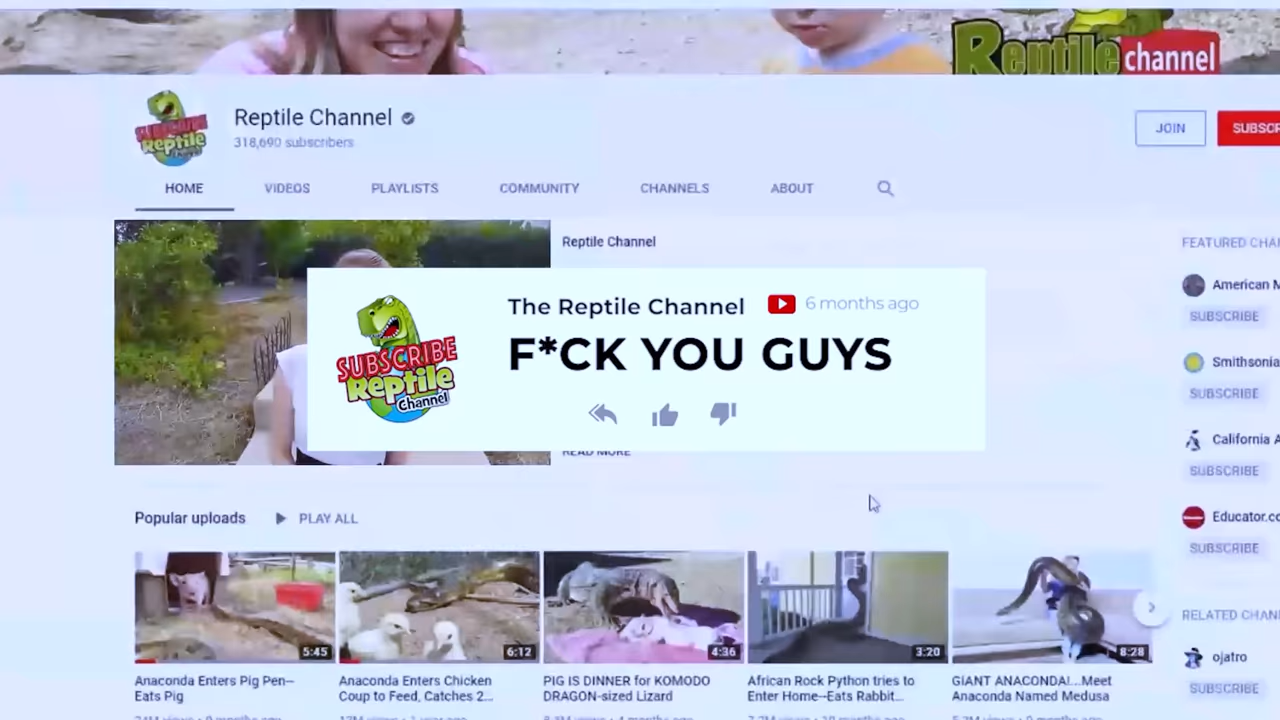 Reptile
channel
SUBSCRIBE
Reptile
Channel
Reptile Channel
318,690 subscribers
JOIN
SUBSC
HOME
VIDEOS
PLAYLISTS
COMMUNITY
CHANNELS
ABOUT
Reptile Channel
SUBSCRIBE
Reptile
Channel
The Reptile Channel
6 months ago
F*CK YOU GUYS
READ MORE
FEATURED CHA
American M
SUBSCRIBE
Smithsonia
SUBSCRIBE
California A
SUBSCRIBE
Educator.co
SUBSCRIBE
RELATED CHAN
ojatro
SUBSCRIBE
Popular uploads
PLAY ALL
5:45
6:12
4:36
3:20
8:28
Anaconda Enters Pig Pen--
Eats Pig
Anaconda Enters Chicken
Coup to Feed, Catches 2...
PIG IS DINNER for KOMODO
DRAGON-sized Lizard
African Rock Python tries to
Enter Home--Eats Rabbit...
GIANT ANACONDA!...Meet
Anaconda Named Medusa